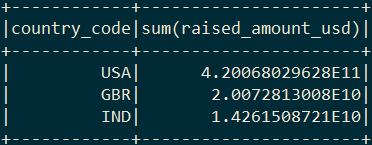 +------------+----------------------+
|country_code|sum(raised_amount_usd)|
+------------+----------------------+
|         USA|       4.20068029628E11|
|         GBR|        2.0072813008E10|
|         IND|        1.4261508721E10|
+------------+----------------------+